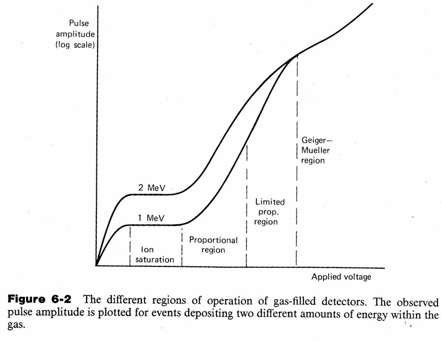 Pulse
amplitude
(log scale)
Geiger–
Mueller
region
2 MeV
1 MeV
Limited
prop.
region
Proportional
region
Ion
saturation
Applied voltage
Figure 6-2 The different regions of operation of gas-filled detectors. The observed
pulse amplitude is plotted for events depositing two different amounts of energy within the
gas.